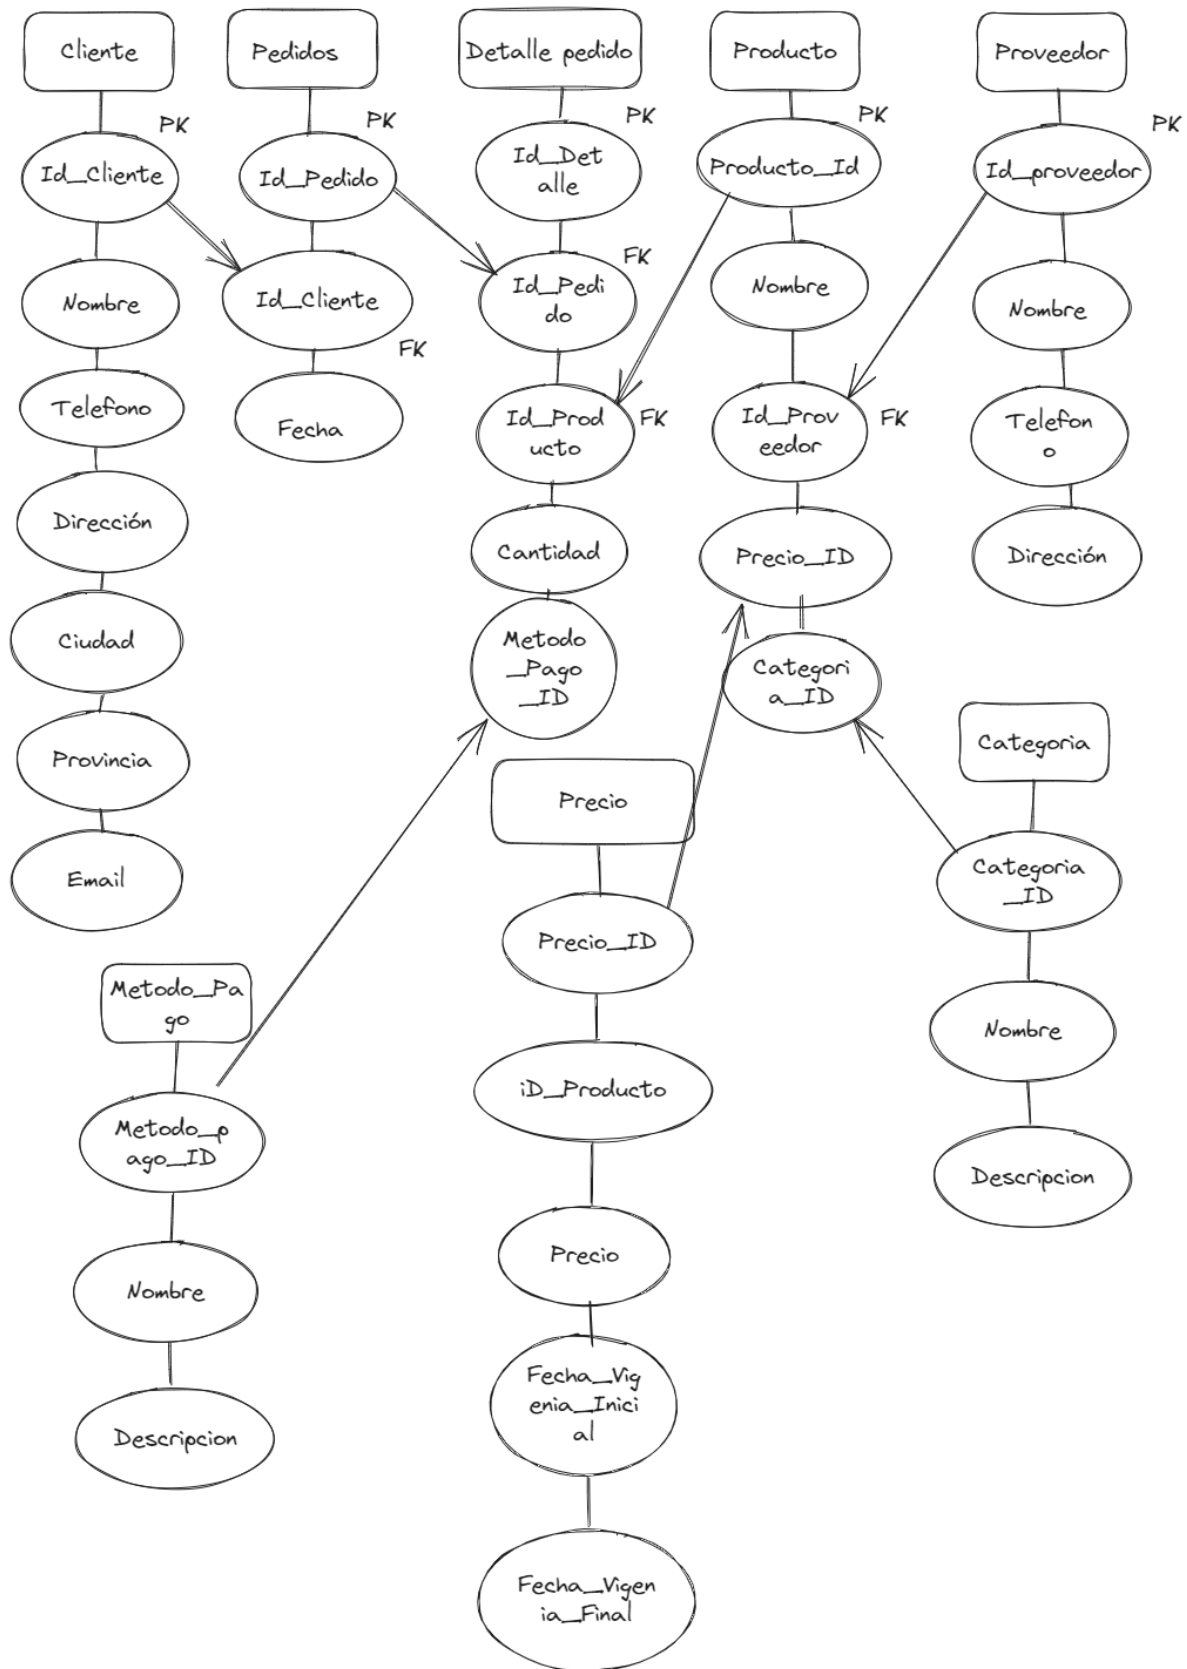 Cliente
PK
Id_Cliente
Nombre
Telefono
Dirección
Ciudad
Provincia
Email
Pedidos
PK
Id_Pedido
Id_Cliente
FK
Fecha
Detalle pedido
PK
Id_Det
alle
FK
Id_Pedi
do
Id_Prod
ucto
FK
Cantidad
Metodo
_Pago
_ID
Producto
PK
Producto_Id
Nombre
Id_Prov
eedor
FK
Precio_ID
Categori
a_ID
Proveedor
PK
Id_proveedor
Nombre
Telefon
o
Dirección
Categoria
Categoria
_ID
Nombre
Descripcion
Precio
Precio_ID
iD_Producto
Precio
Fecha_Vig
enia_Inici
al
Fecha_Vigen
ia_Final
Metodo_Pa
go
Metodo_p
ago_ID
Nombre
Descripcion